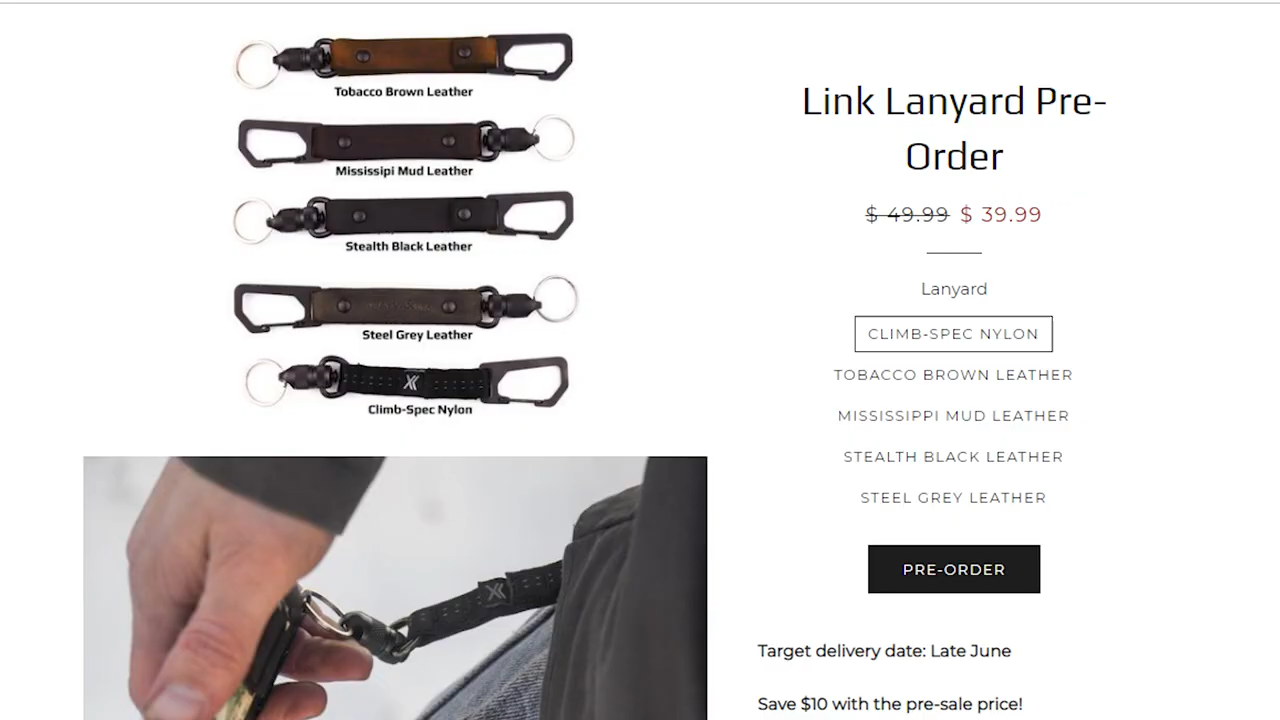 Tobacco Brown Leather
Mississipi Mud Leather
Stealth Black Leather
Steel Grey Leather
Climb-Spec Nylon
Link Lanyard Pre-
Order
$ 49.99 $ 39.99
Lanyard
CLIMB-SPEC NYLON
TOBACCO BROWN LEATHER
MISSISSIPPI MUD LEATHER
STEALTH BLACK LEATHER
STEEL GREY LEATHER
PRE-ORDER
Target delivery date: Late June
Save $10 with the pre-sale price!